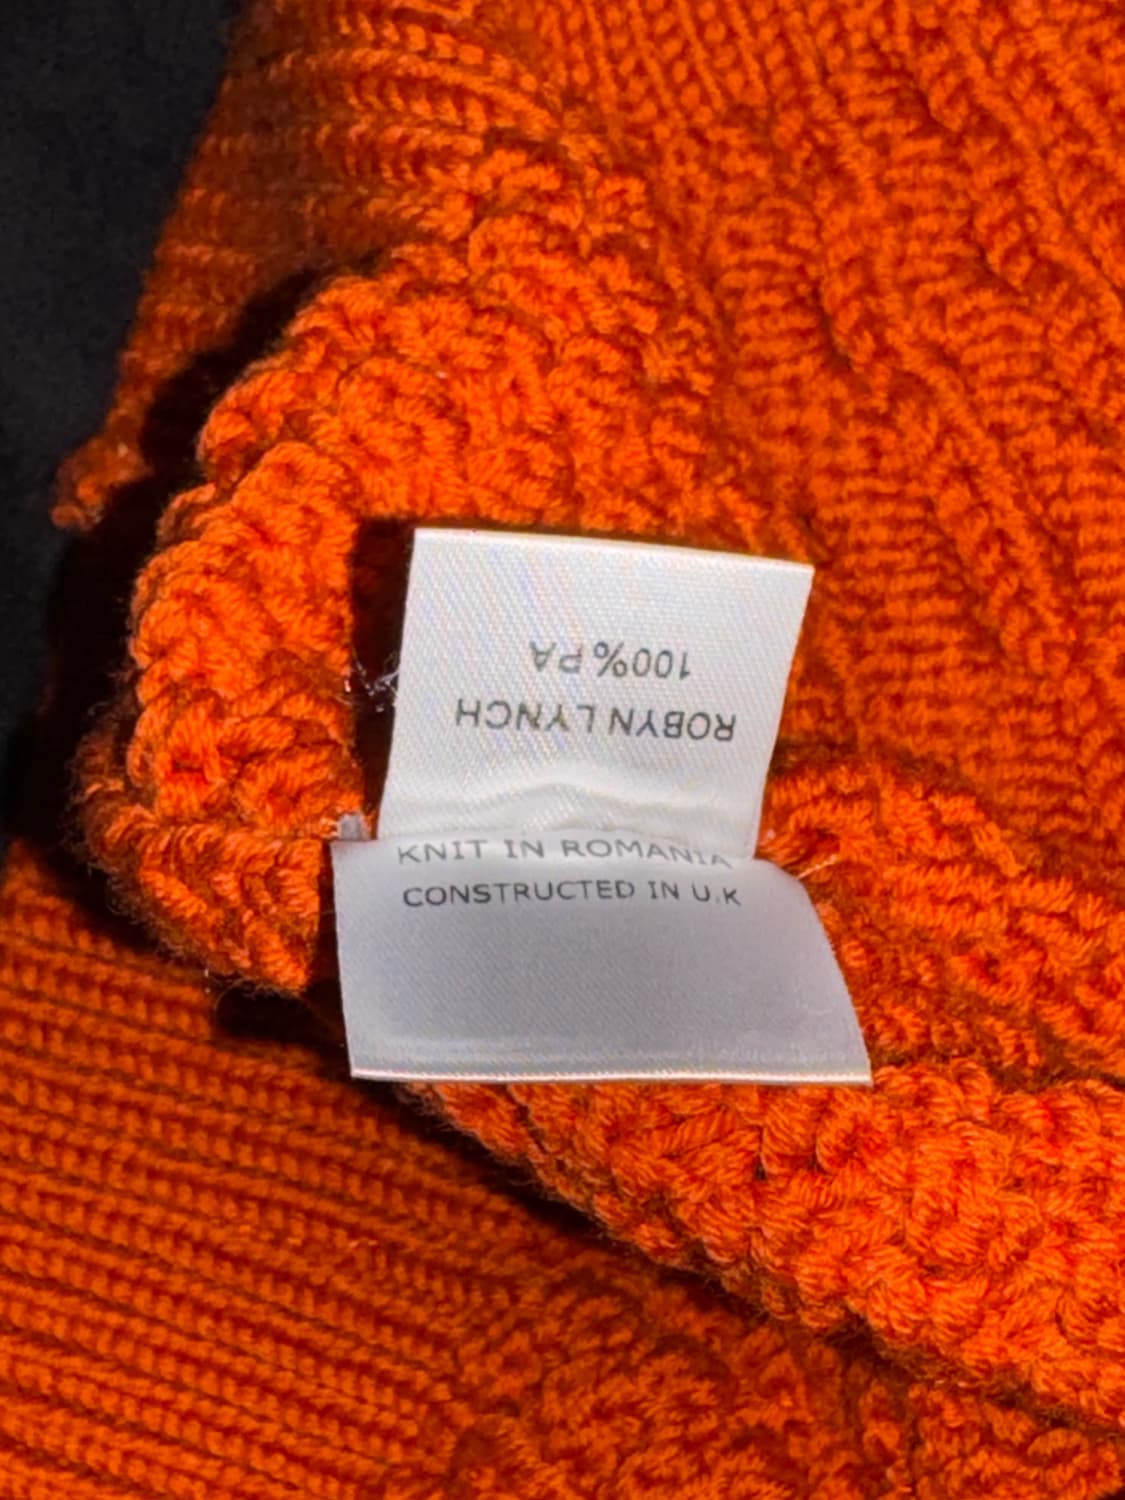 ROBYN LYNCH
100% PA
KNIT IN ROMANIA
CONSTRUCTED IN U.K